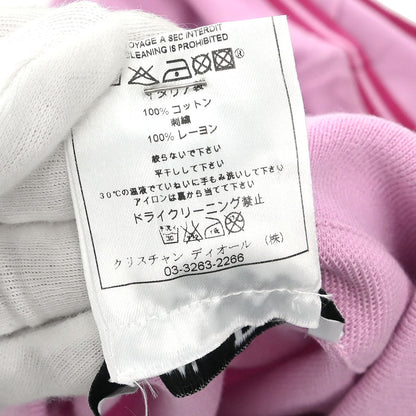 OYAGE A SEC INTERDIT
CLEANING IS PROHIBITED
イタリア製
100% コットン
刺繍
100% レーヨン
絞らないで下さい
平干しして下さい
30℃の温液でていねいに手もみ洗いして下さい
アイロンは裏から当て下さい
ドライクリーニング禁止
クリスチャン ディオール (株)
03-3263-2266